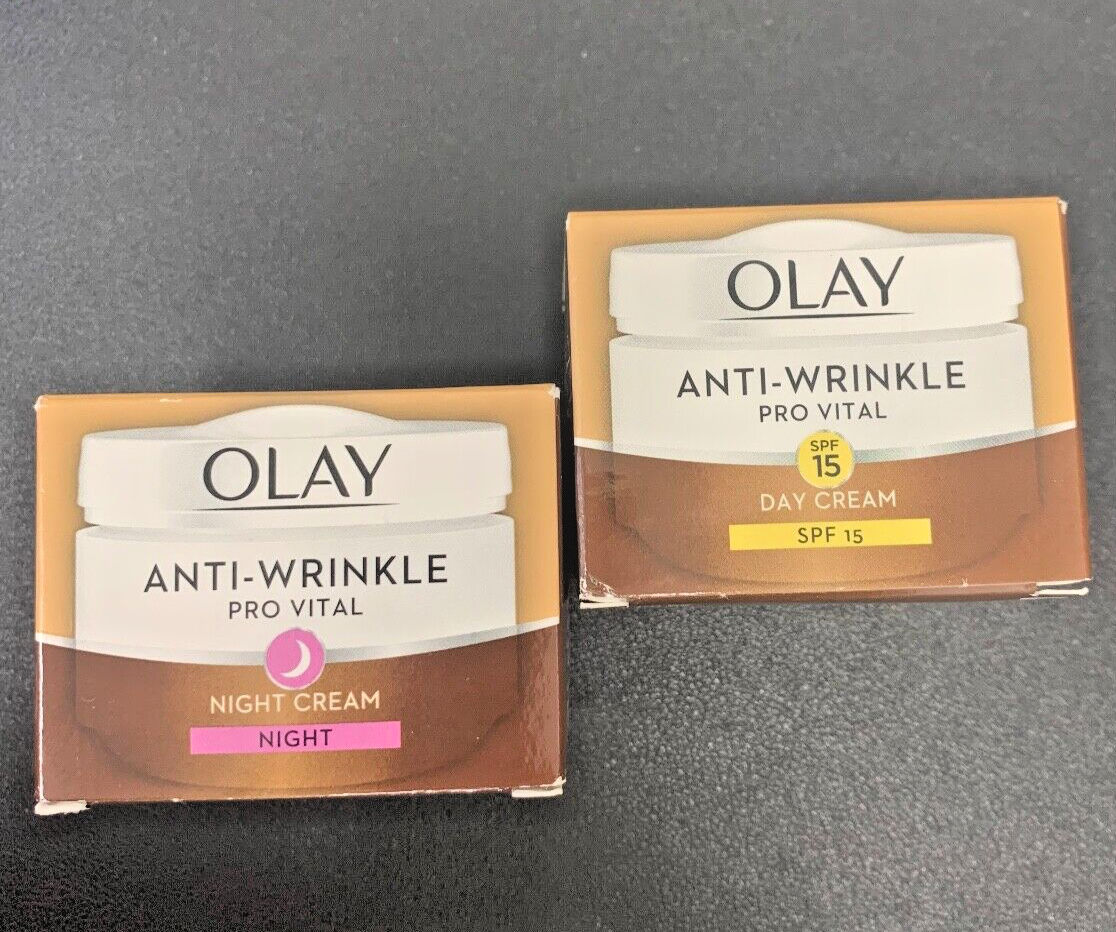 OLAY
ANTI-WRINKLE
PRO VITAL
NIGHT CREAM
NIGHT
OLAY
ANTI-WRINKLE
PRO VITAL
SPF
15
DAY CREAM
SPF 15